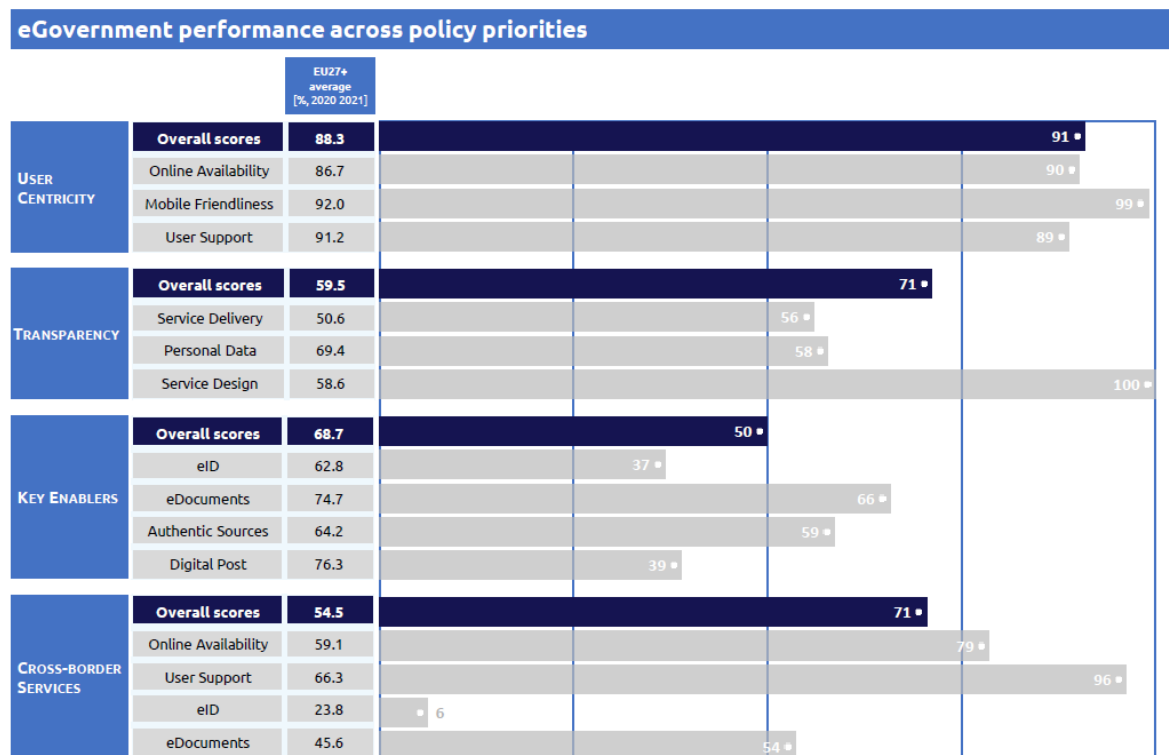 eGovernment performance across policy priorities
EU27+
average
[%, 2020 2021]
USER
CENTRICITY
Overall scores 88.3 91
Online Availability 86.7 90
Mobile Friendliness 92.0 99
User Support 91.2 89
TRANSPARENCY
Overall scores 59.5 71
Service Delivery 50.6 56
Personal Data 69.4 58
Service Design 58.6 100
KEY ENABLERS
Overall scores 68.7 50
eID 62.8 37
eDocuments 74.7 66
Authentic Sources 64.2 59
Digital Post 76.3 39
CROSS-BORDER
SERVICES
Overall scores 54.5 71
Online Availability 59.1 79
User Support 66.3 96
eID 23.8 6
eDocuments 45.6 54